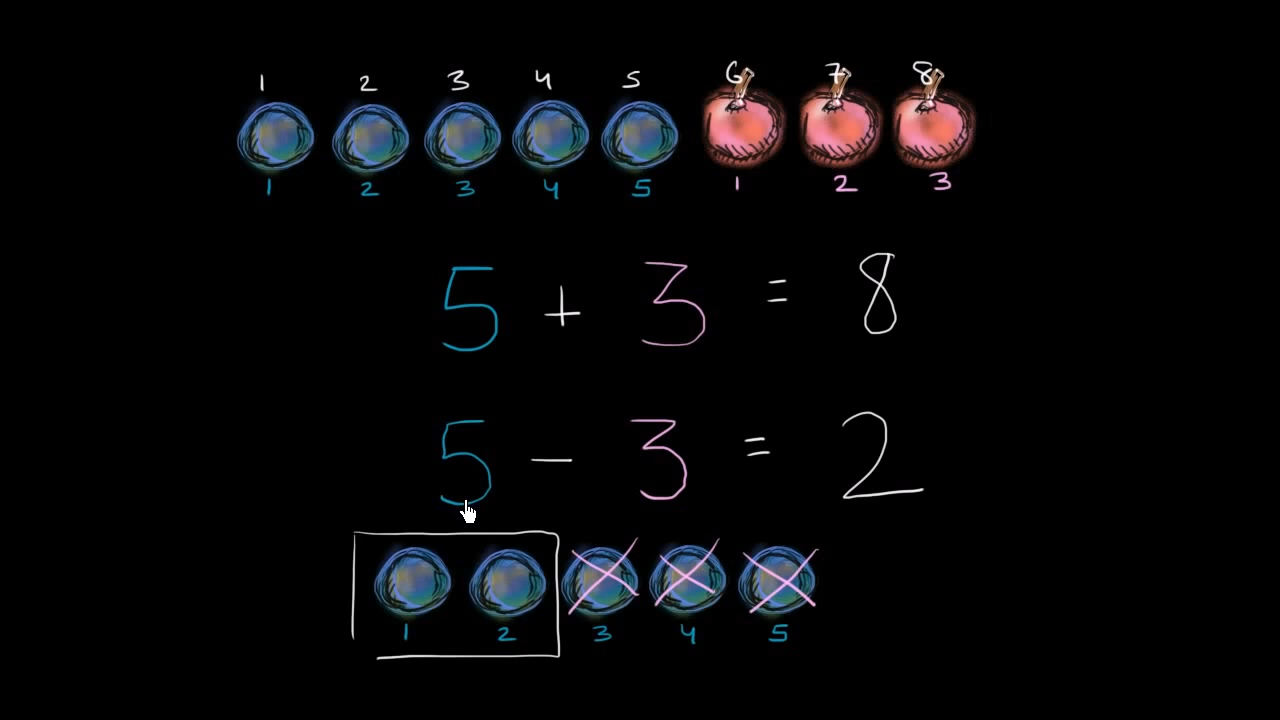 1 2 3 4 5 6 7 8
1 2 3 4 5 1 2 3
5 + 3 = 8
5 - 3 = 2
1 2 3 4 5